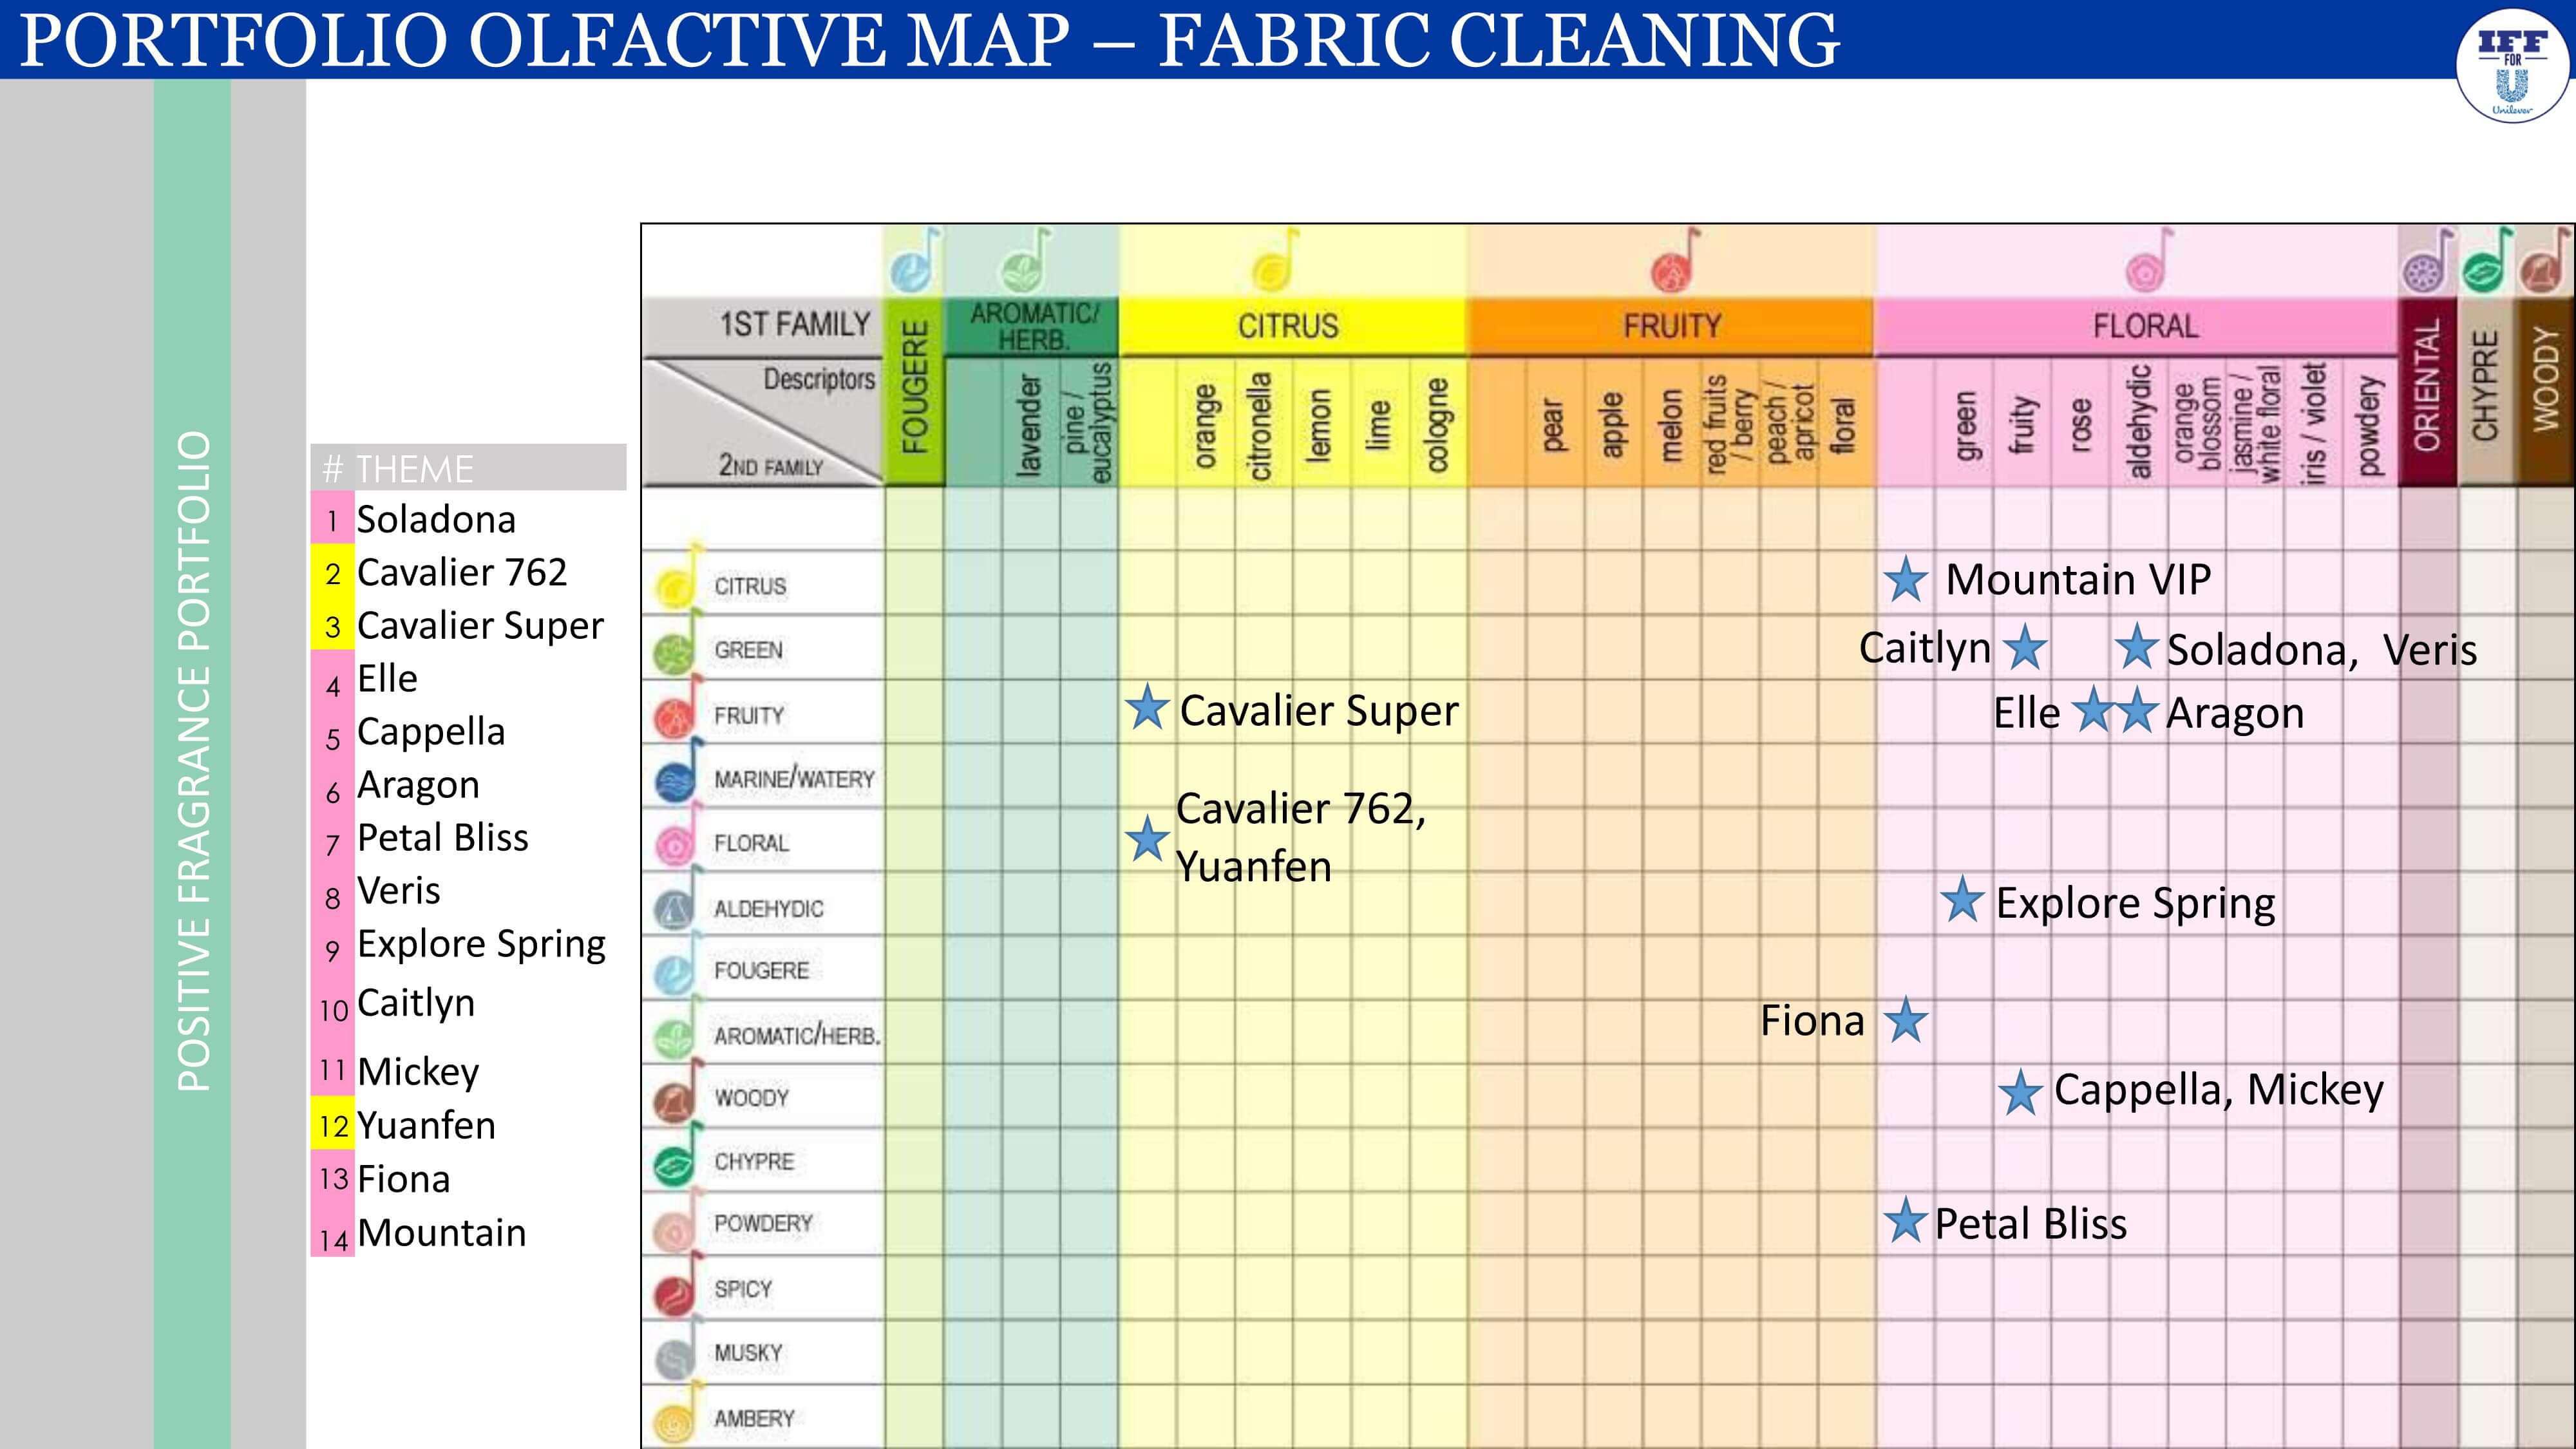 PORTFOLIO OLFACTIVE MAP – FABRIC CLEANING
IFF
FOR
U
Unilever
POSITIVE FRAGRANCE PORTFOLIO
# THEME
1 Soladona
2 Cavalier 762
3 Cavalier Super
4 Elle
5 Cappella
6 Aragon
7 Petal Bliss
8 Veris
9 Explore Spring
10 Caitlyn
11 Mickey
12 Yuanfen
13 Fiona
14 Mountain
1ST FAMILY
Descriptors
2ND FAMILY
FOUGERE
AROMATIC/
HERB.
lavender
pine /
eucalyptus
CITRUS
orange
citronella
lemon
lime
cologne
FRUITY
pear
apple
melon
red fruits
/ berry
peach /
apricot
floral
FLORAL
green
fruity
rose
aldehydic
orange
blossom
jasmine /
white floral
iris / violet
powdery
ORIENTAL
CHYPRE
WOODY
CITRUS
Mountain VIP
GREEN
Caitlyn
Soladona, Veris
FRUITY
Cavalier Super
Elle
Aragon
MARINE/WATERY
FLORAL
Cavalier 762,
Yuanfen
ALDEHYDIC
Explore Spring
FOUGERE
AROMATIC/HERB.
Fiona
WOODY
Cappella, Mickey
CHYPRE
POWDERY
Petal Bliss
SPICY
MUSKY
AMBERY